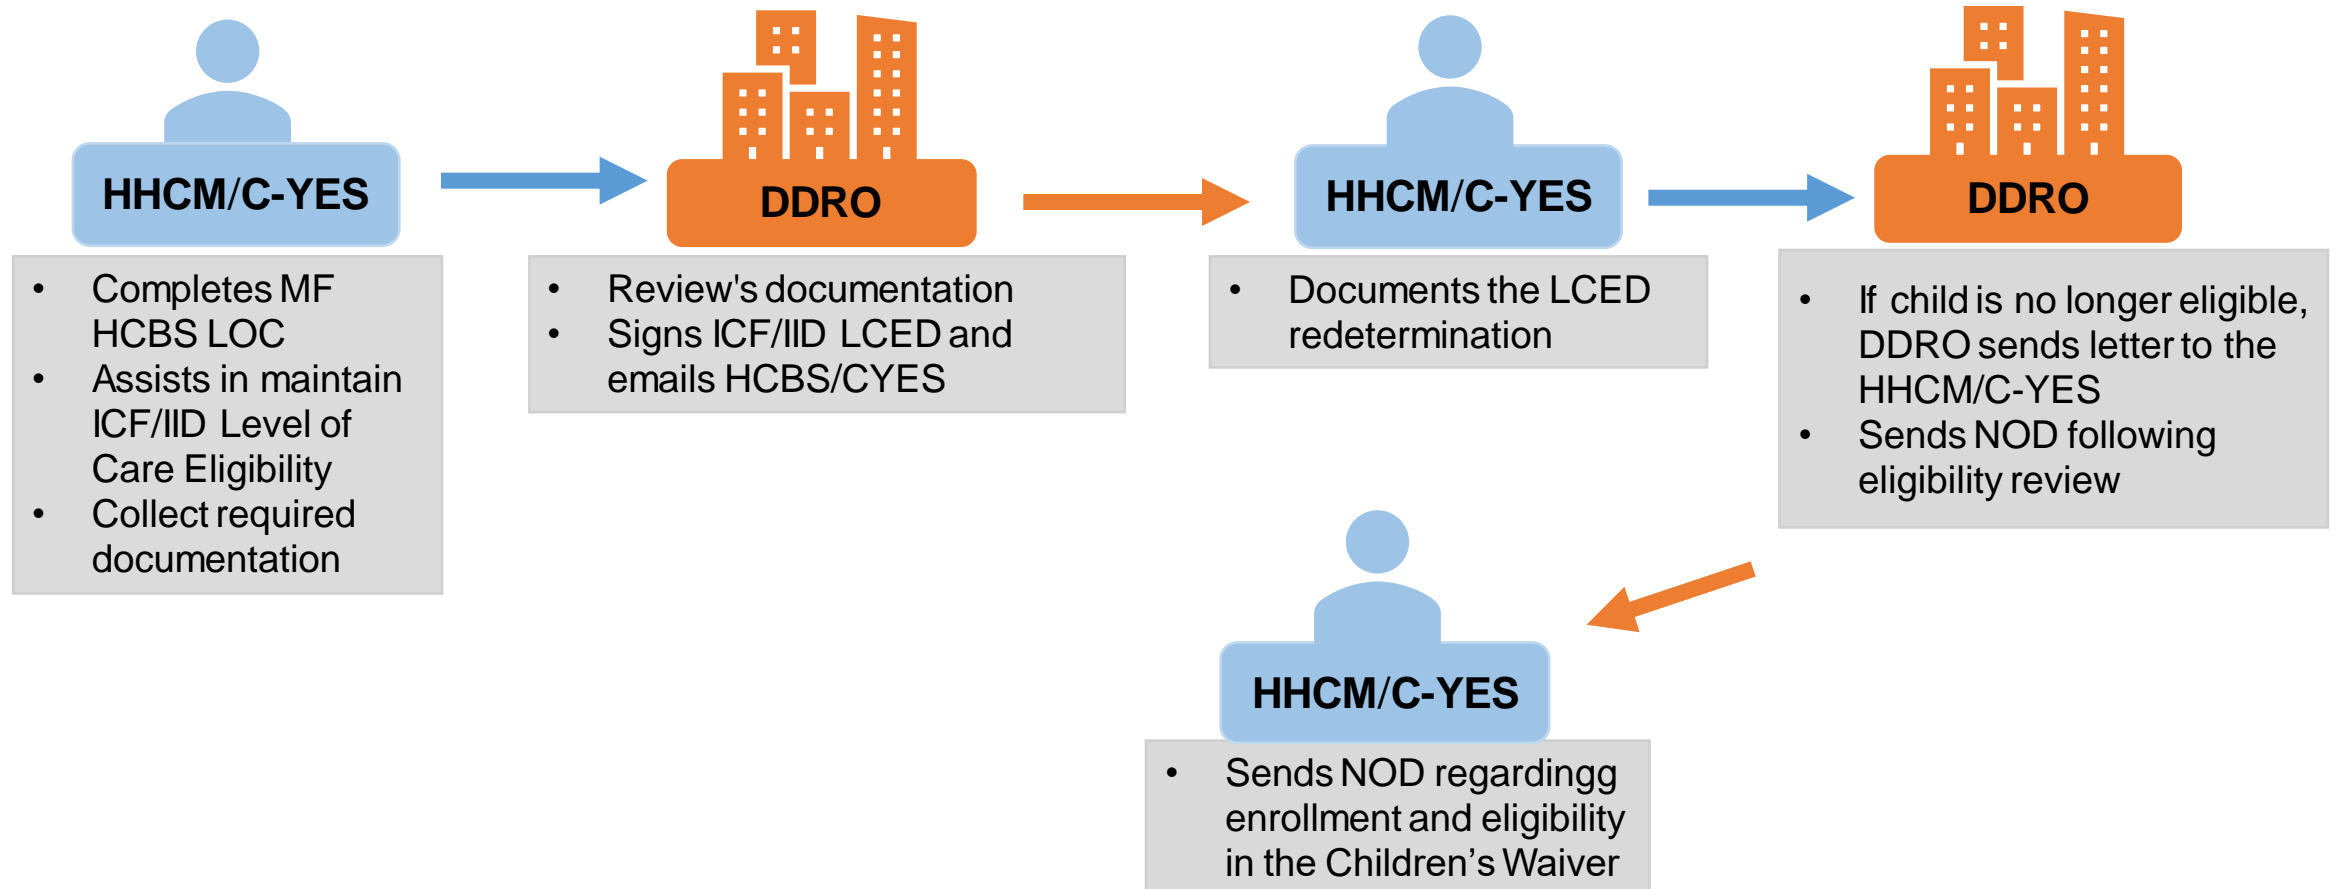 HHCM/C-YES
• Completes MF
HCBS LOC
• Assists in maintain
ICF/IID Level of
Care Eligibility
• Collect required
documentation
DDRO
• Review's documentation
• Signs ICF/IID LCED and
emails HCBS/CYES
HHCM/C-YES
• Documents the LCED
redetermination
DDRO
• If child is no longer eligible,
DDRO sends letter to the
HHCM/C-YES
• Sends NOD following
eligibility review
HHCM/C-YES
• Sends NOD regardingg
enrollment and eligibility
in the Children’s Waiver